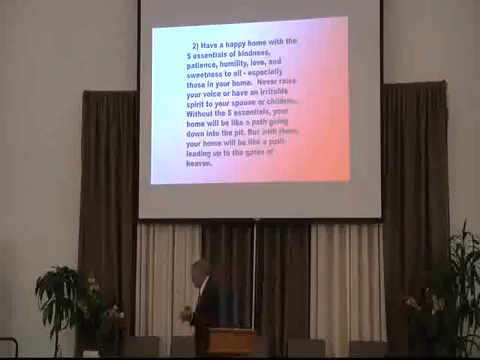 2) Have a happy home with the
5 essentials of kindness,
patience, humility, love, and
sweetness to all - especially
those in your home. Never raise
your voice or have an irritable
spirit to your spouse or children.
Without the 5 essentials, your
home will be like a path going
down into the pit. But with them,
your home will be like a path
leading up to the gates of
heaven.